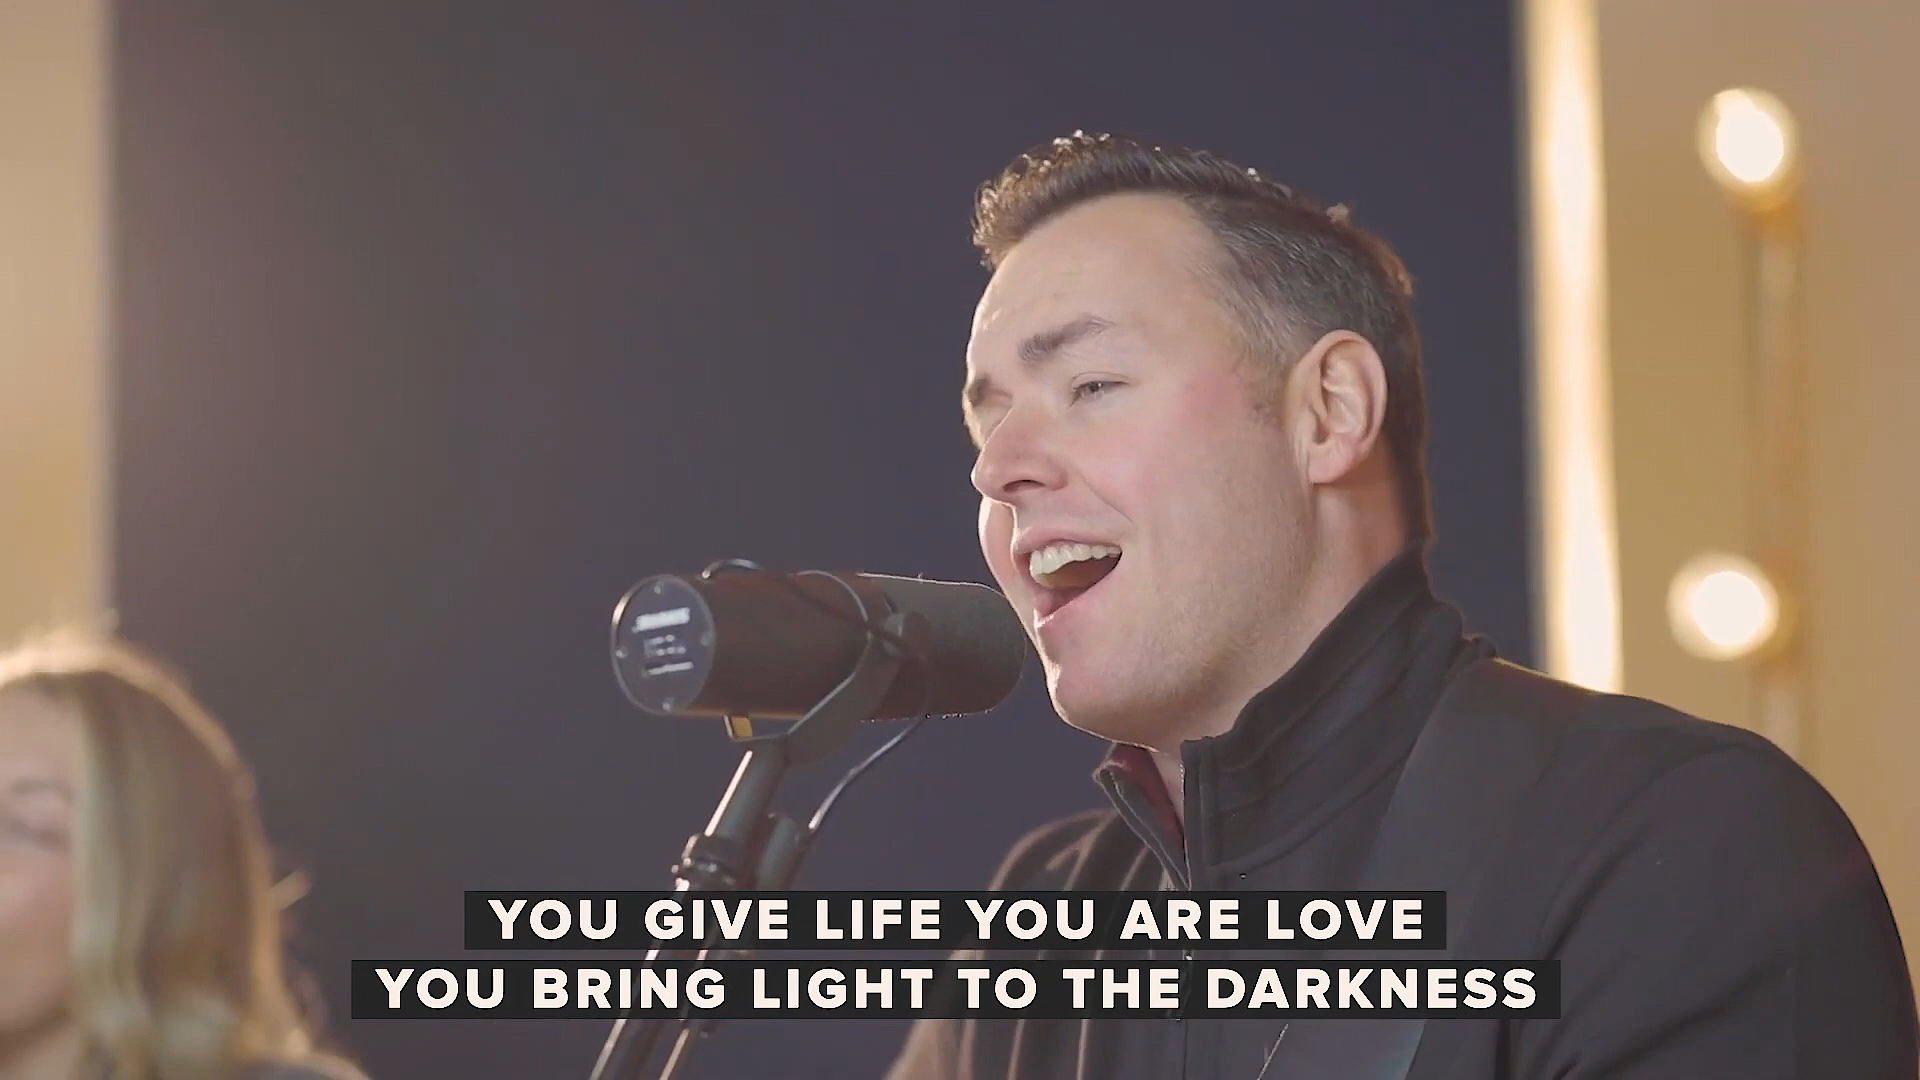 YOU GIVE LIFE YOU ARE LOVE
YOU BRING LIGHT TO THE DARKNESS